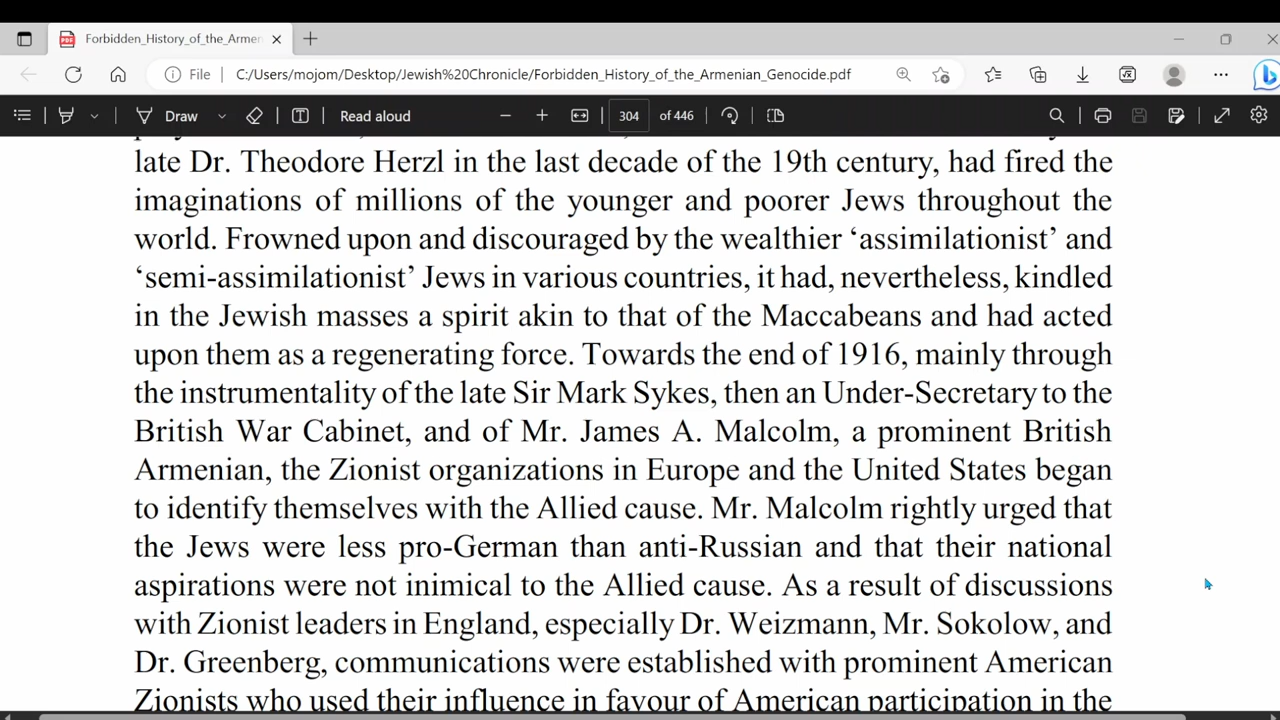 Forbidden_History_of_the_Armen
File
C:/Users/mojom/Desktop/Jewish%20Chronicle/Forbidden_History_of_the_Armenian_Genocide.pdf
Draw
Read aloud
304 of 446
late Dr. Theodore Herzl in the last decade of the 19th century, had fired the
imaginations of millions of the younger and poorer Jews throughout the
world. Frowned upon and discouraged by the wealthier ‘assimilationist’ and
‘semi-assimilationist’ Jews in various countries, it had, nevertheless, kindled
in the Jewish masses a spirit akin to that of the Maccabeans and had acted
upon them as a regenerating force. Towards the end of 1916, mainly through
the instrumentality of the late Sir Mark Sykes, then an Under-Secretary to the
British War Cabinet, and of Mr. James A. Malcolm, a prominent British
Armenian, the Zionist organizations in Europe and the United States began
to identify themselves with the Allied cause. Mr. Malcolm rightly urged that
the Jews were less pro-German than anti-Russian and that their national
aspirations were not inimical to the Allied cause. As a result of discussions
with Zionist leaders in England, especially Dr. Weizmann, Mr. Sokolow, and
Dr. Greenberg, communications were established with prominent American
Zionists who used their influence in favour of American participation in the